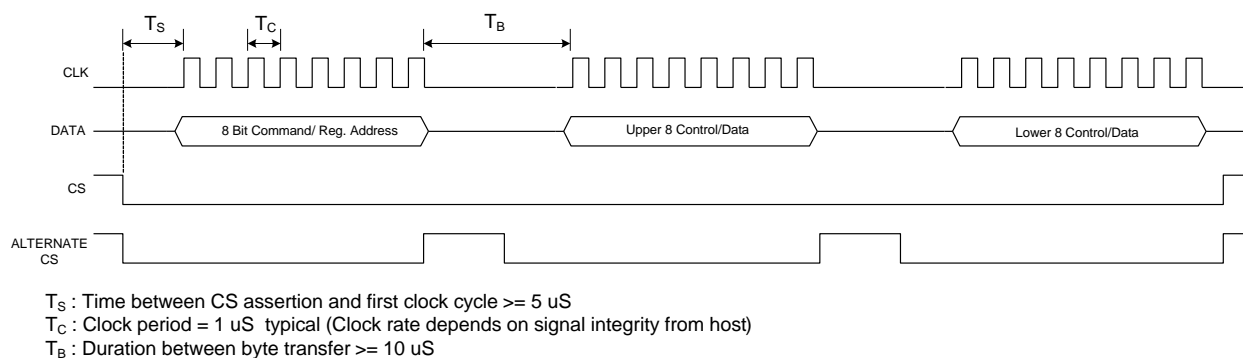 TS TC TB
CLK
DATA 8 Bit Command/ Reg. Address Upper 8 Control/Data Lower 8 Control/Data
CS
ALTERNATE
CS
TS : Time between CS assertion and first clock cycle >= 5 uS
TC : Clock period = 1 uS typical (Clock rate depends on signal integrity from host)
TB : Duration between byte transfer >= 10 uS